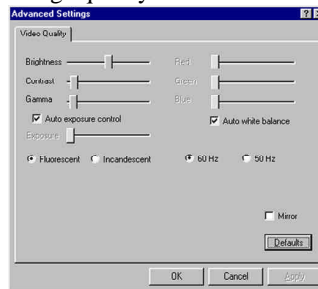 Advanced Settings
Video Quality
Brightness
Contrast
Gamma
Auto exposure control
Exposure
Red
Green
Blue
Auto white balance
Fluorescent Incandescent 60 Hz 50 Hz
Mirror
Defaults
OK Cancel Apply